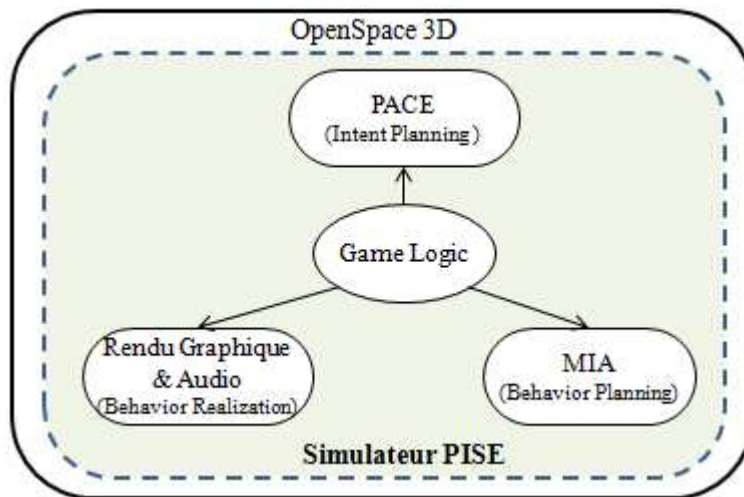 OpenSpace 3D
PACE
(Intent Planning)
Game Logic
Rendu Graphique
& Audio
(Behavior Realization)
MIA
(Behavior Planning)
Simulateur PISE